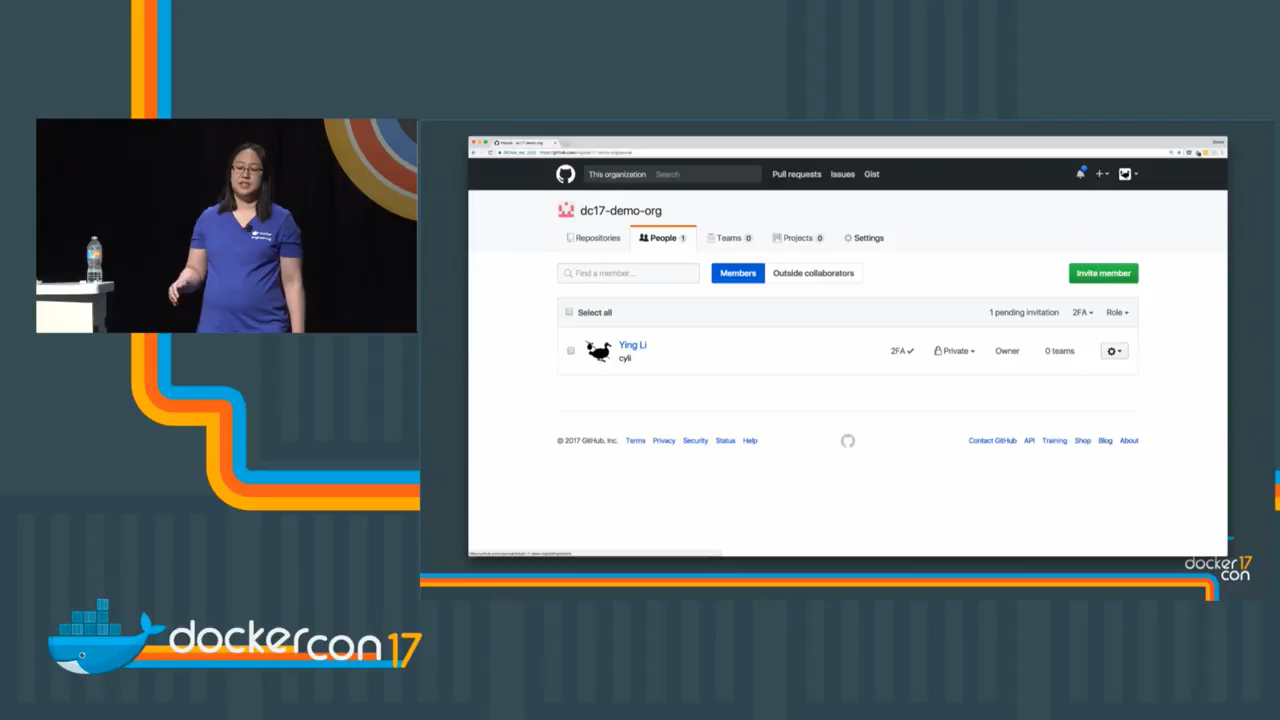 This organization Search Pull requests Issues Gist
dc17-demo-org
Repositories People 1 Teams 0 Projects 0 Settings
Find a member... Members Outside collaborators Invite member
Select all 1 pending invitation 2FA Role
Ying Li
cyli
2FA Private Owner 0 teams
© 2017 GitHub, Inc. Terms Privacy Security Status Help Contact GitHub API Training Shop Blog About
docker 17
con
dockercon 17